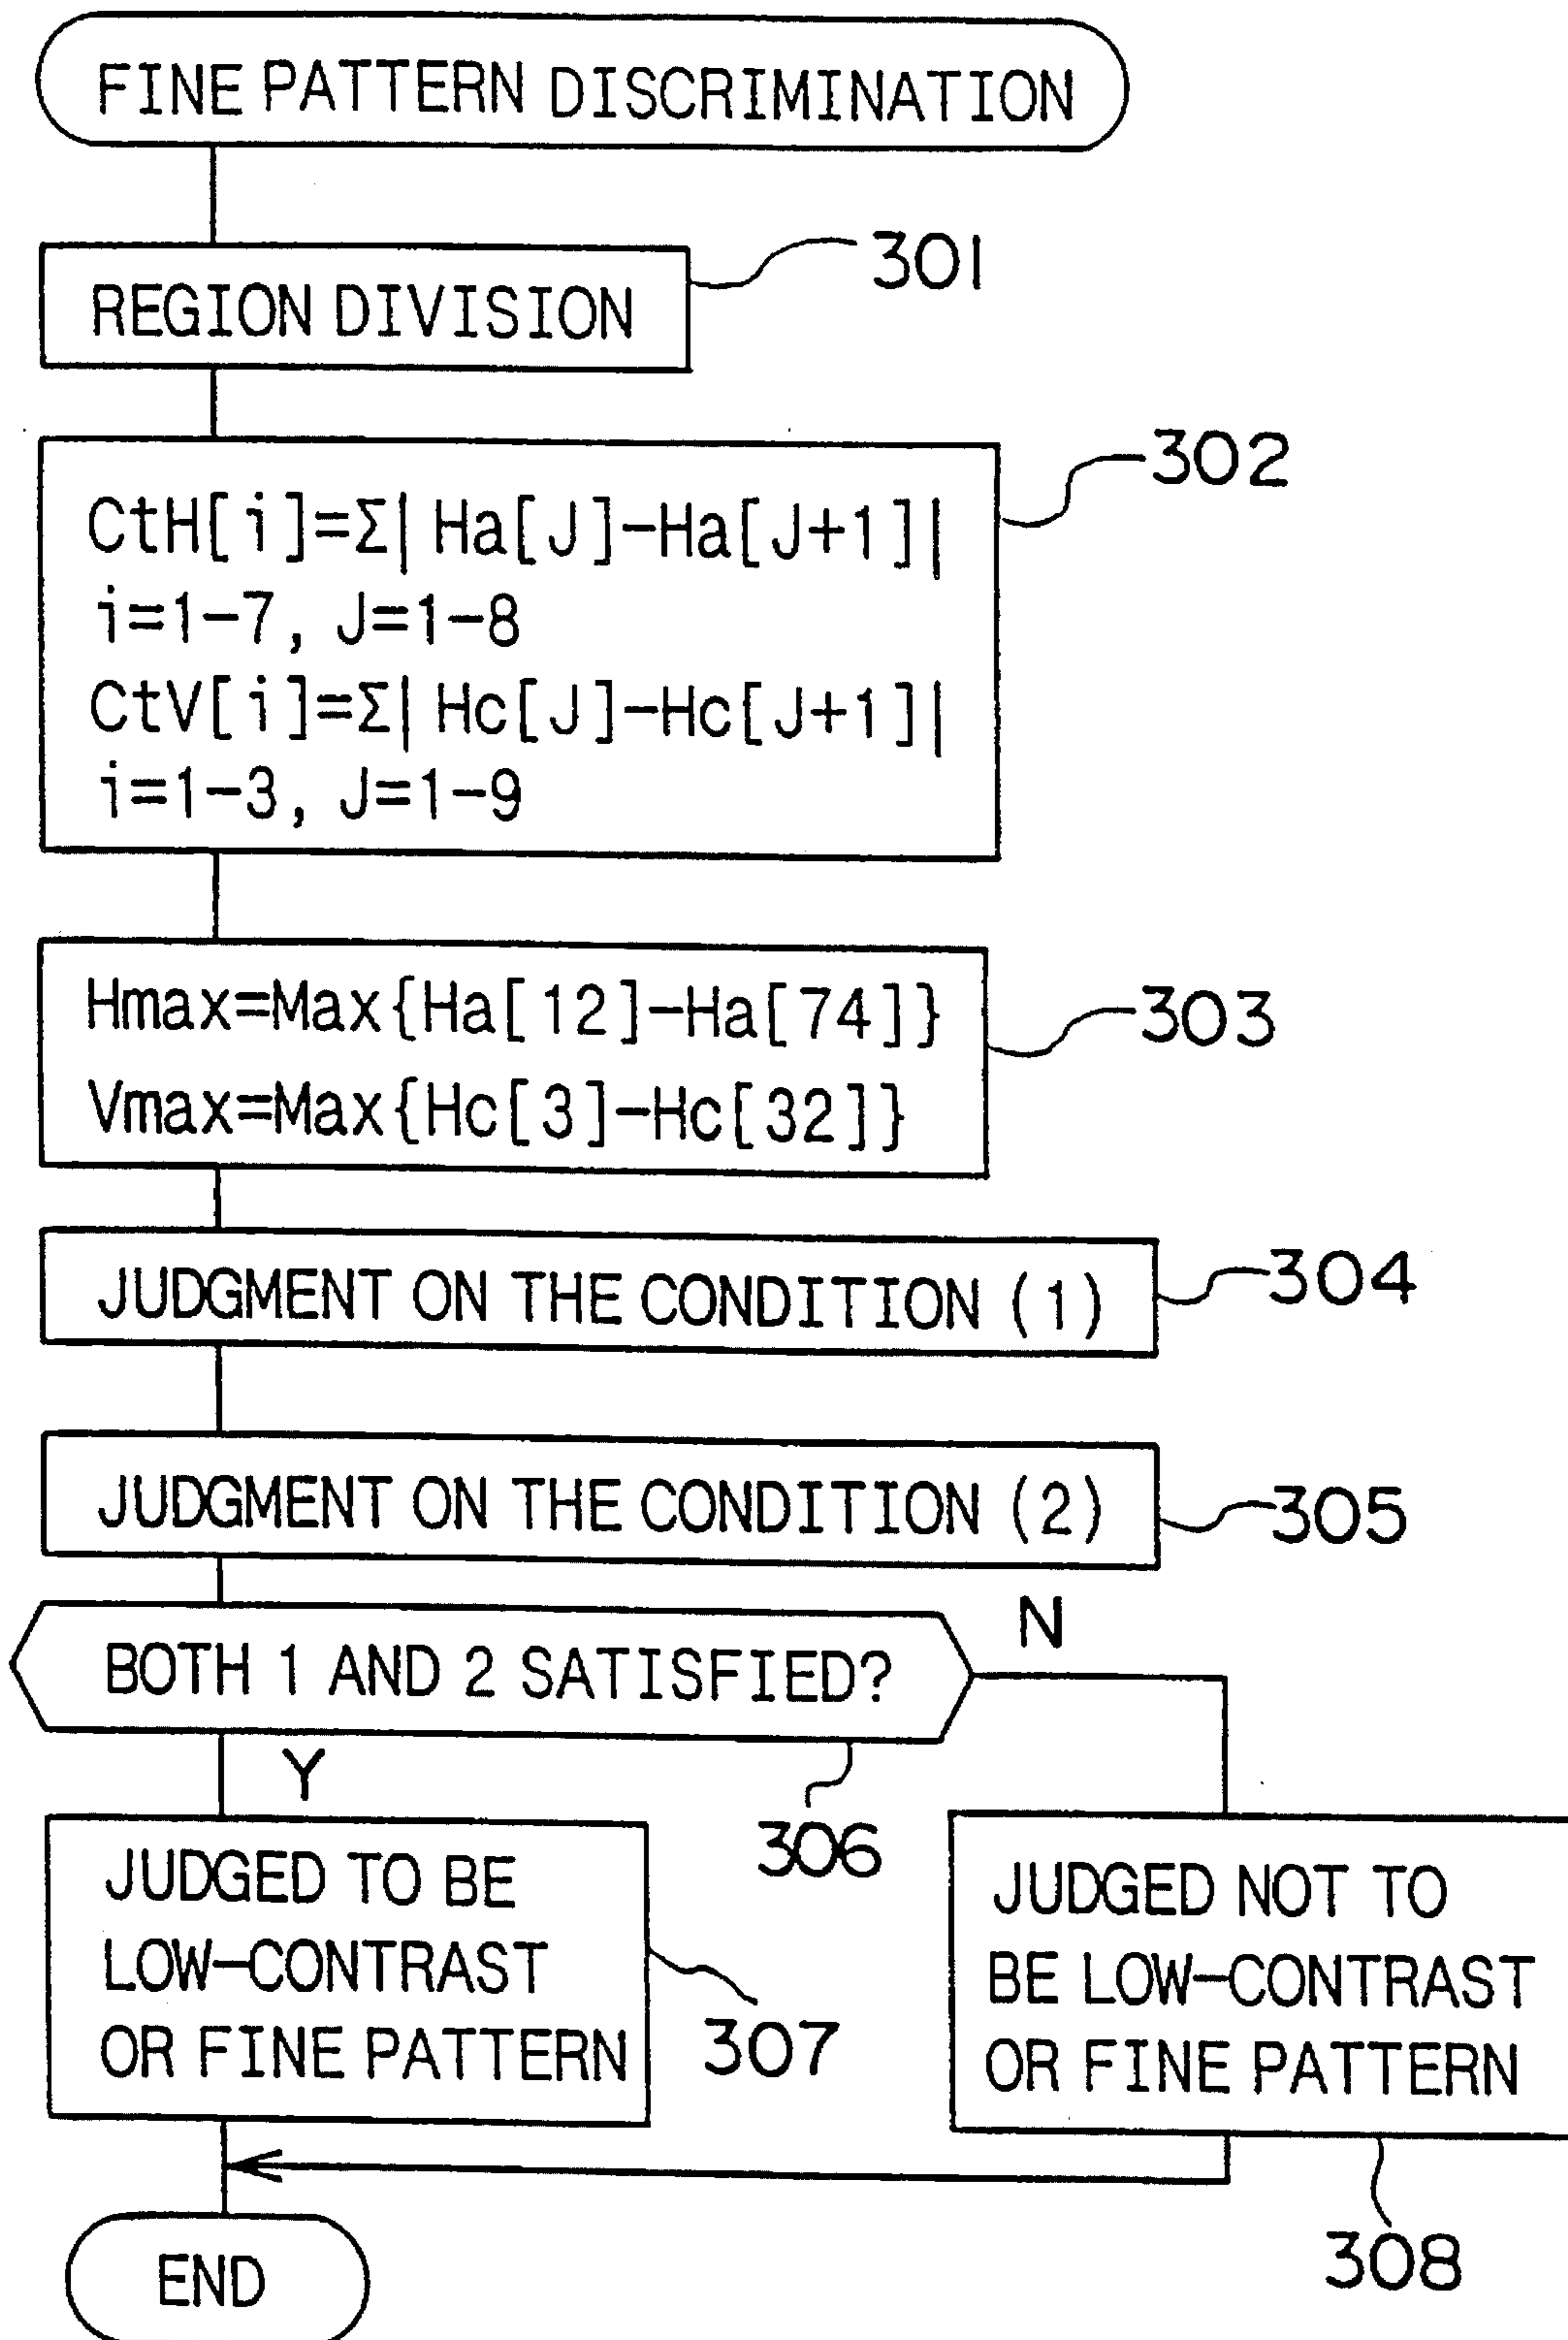 FINE PATTERN DISCRIMINATION
REGION DIVISION
301
CtH[i]=Σ|Ha[J]-Ha[J+1]|
i=1-7, J=1-8
CtV[i]=Σ|Hc[J]-Hc[J+1]|
i=1-3, J=1-9
302
Hmax=Max{Ha[12]-Ha[74]}
Vmax=Max{Hc[3]-Hc[32]}
303
JUDGMENT ON THE CONDITION (1)
304
JUDGMENT ON THE CONDITION (2)
305
BOTH 1 AND 2 SATISFIED?
N
Y
306
JUDGED TO BE
LOW-CONTRAST
OR FINE PATTERN
307
JUDGED NOT TO
BE LOW-CONTRAST
OR FINE PATTERN
308
END